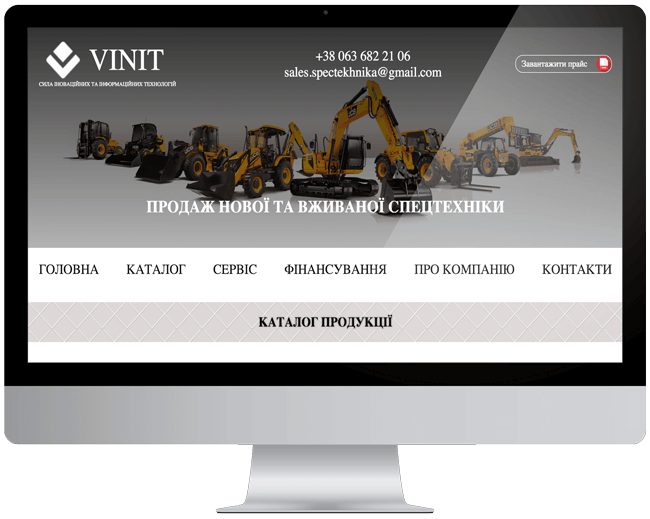 VINIT
СИЛА ІНОВАЦІЙНИХ ТА ІНФОРМАЦІЙНИХ ТЕХНОЛОГІЙ
+38 063 682 21 06
sales.spectekhnika@gmail.com
Завантажити прайс
ПРОДАЖ НОВОЇ ТА ВЖИВАНОЇ СПЕЦТЕХНІКИ
ГОЛОВНА КАТАЛОГ СЕРВІС ФІНАНСУВАННЯ ПРО КОМПАНІЮ КОНТАКТИ
КАТАЛОГ ПРОДУКЦІЇ